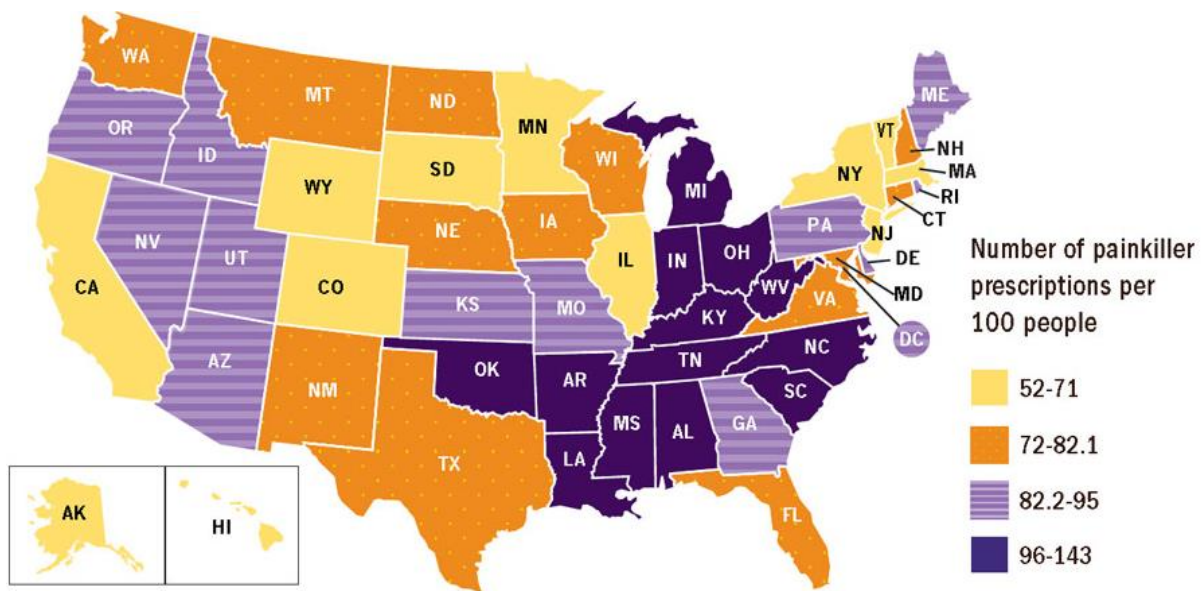 WA
MT
ND
MN
ME
OR
ID
WY
SD
WI
MI
NY
VT
NH
MA
RI
CT
NV
UT
CO
NE
IA
IL
IN
OH
PA
NJ
DE
MD
DC
CA
AZ
NM
KS
MO
KY
WV
VA
OK
AR
TN
NC
SC
TX
LA
MS
AL
GA
FL
AK
HI
Number of painkiller
prescriptions per
100 people
52-71
72-82.1
82.2-95
96-143